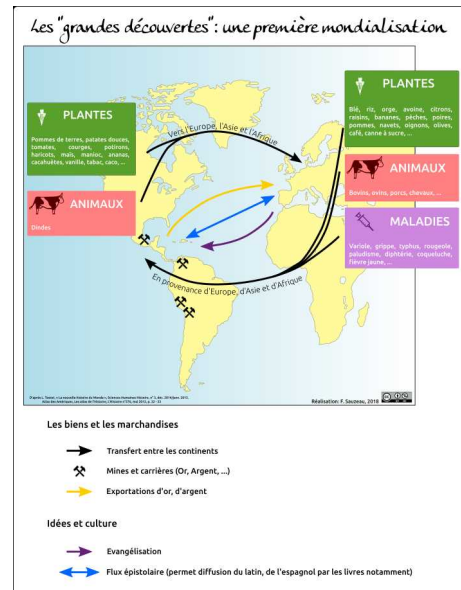 Les "grandes découvertes": une première mondialisation
PLANTES
Pommes de terres, patates douces,
tomates, courges, potirons,
haricots, maïs, manioc, ananas,
cacahuètes, vanille, tabac, caco, ...
ANIMAUX
Dindes
Vers l'Europe, l'Asie et l'Afrique
En provenance d'Europe, d'Asie et d'Afrique
PLANTES
Blé, riz, orge, avoine, citrons,
raisins, bananes, pêches, poires,
pommes, navets, oignons, olives,
café, canne à sucre, ...
ANIMAUX
Bovins, ovins, porcs, chevaux, ...
MALADIES
Variole, grippe, typhus, rougeole,
paludisme, diphtérie, coqueluche,
fièvre jaune, ...
Réalisation: F. Sauzeau, 2018
Les biens et les marchandises
Transfert entre les continents
Mines et carrières (Or, Argent, ...)
Exportations d'or, d'argent
Idées et culture
Evangélisation
Flux épistolaire (permet diffusion du latin, de l'espagnol par les livres notamment)